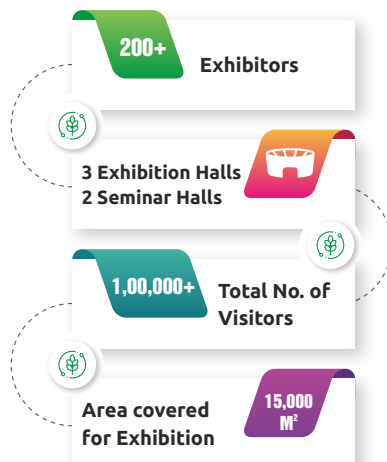 200+
Exhibitors
3 Exhibition Halls
2 Seminar Halls
1,00,000+
Total No. of
Visitors
Area covered
for Exhibition
15,000
M²